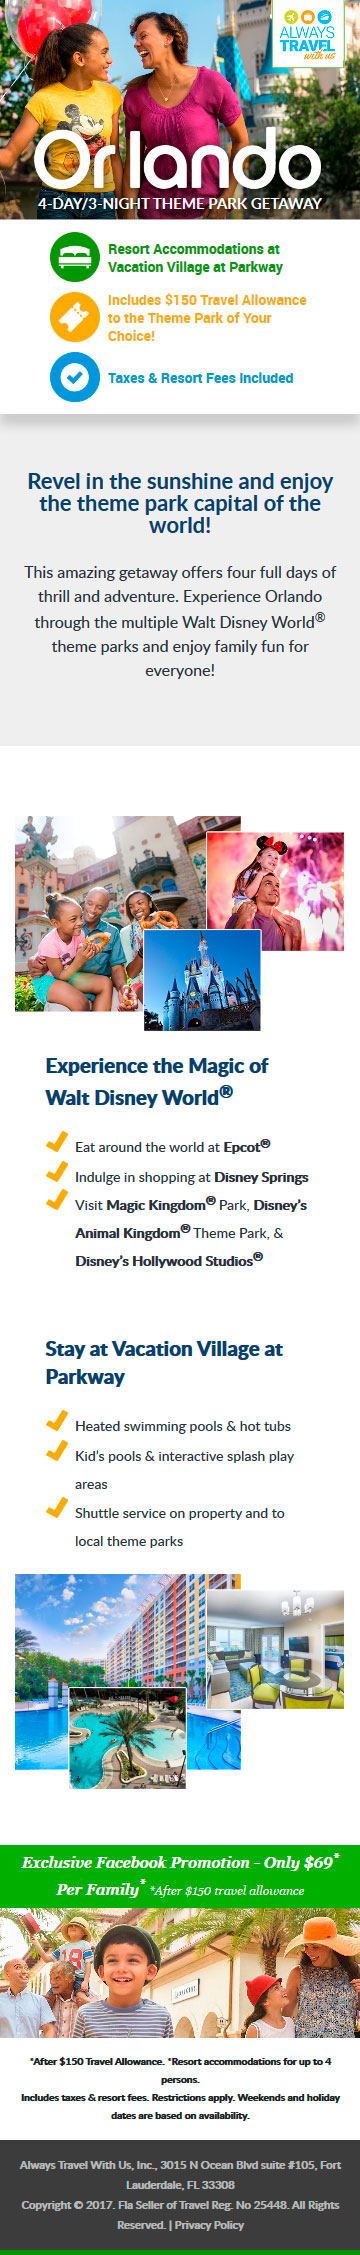 ALWAYS
TRAVEL
with us
Orlando
4-DAY/3-NIGHT THEME PARK GETAWAY
Resort Accommodations at
Vacation Village at Parkway
Includes $150 Travel Allowance
to the Theme Park of Your
Choice!
Taxes & Resort Fees Included
Revel in the sunshine and enjoy
the theme park capital of the
world!
This amazing getaway offers four full days of
thrill and adventure. Experience Orlando
through the multiple Walt Disney World®
theme parks and enjoy family fun for
everyone!
Experience the Magic of
Walt Disney World®
Eat around the world at Epcot®
Indulge in shopping at Disney Springs
Visit Magic Kingdom® Park, Disney’s
Animal Kingdom® Theme Park, &
Disney’s Hollywood Studios®
Stay at Vacation Village at
Parkway
Heated swimming pools & hot tubs
Kid’s pools & interactive splash play
areas
Shuttle service on property and to
local theme parks
Exclusive Facebook Promotion - Only $69*
Per Family* *After $150 travel allowance
*After $150 Travel Allowance. *Resort accommodations for up to 4
persons.
Includes taxes & resort fees. Restrictions apply. Weekends and holiday
dates are based on availability.
Always Travel With Us, Inc., 3015 N Ocean Blvd suite #105, Fort
Lauderdale, FL 33308
Copyright © 2017. Fla Seller of Travel Reg. No 25448. All Rights
Reserved. | Privacy Policy